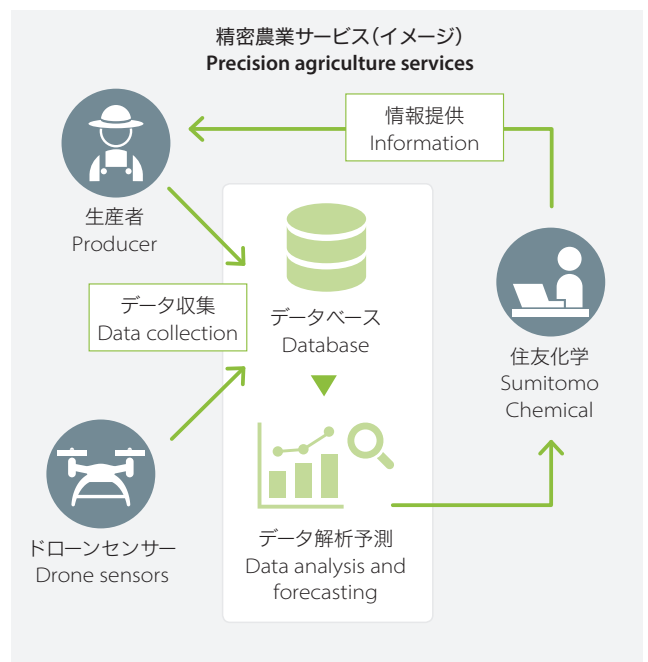 精密農業サービス（イメージ）
Precision agriculture services
情報提供
Information
生産者
Producer
データ収集
Data collection
データベース
Database
住友化学
Sumitomo
Chemical
ドローンセンサー
Drone sensors
データ解析予測
Data analysis and
forecasting